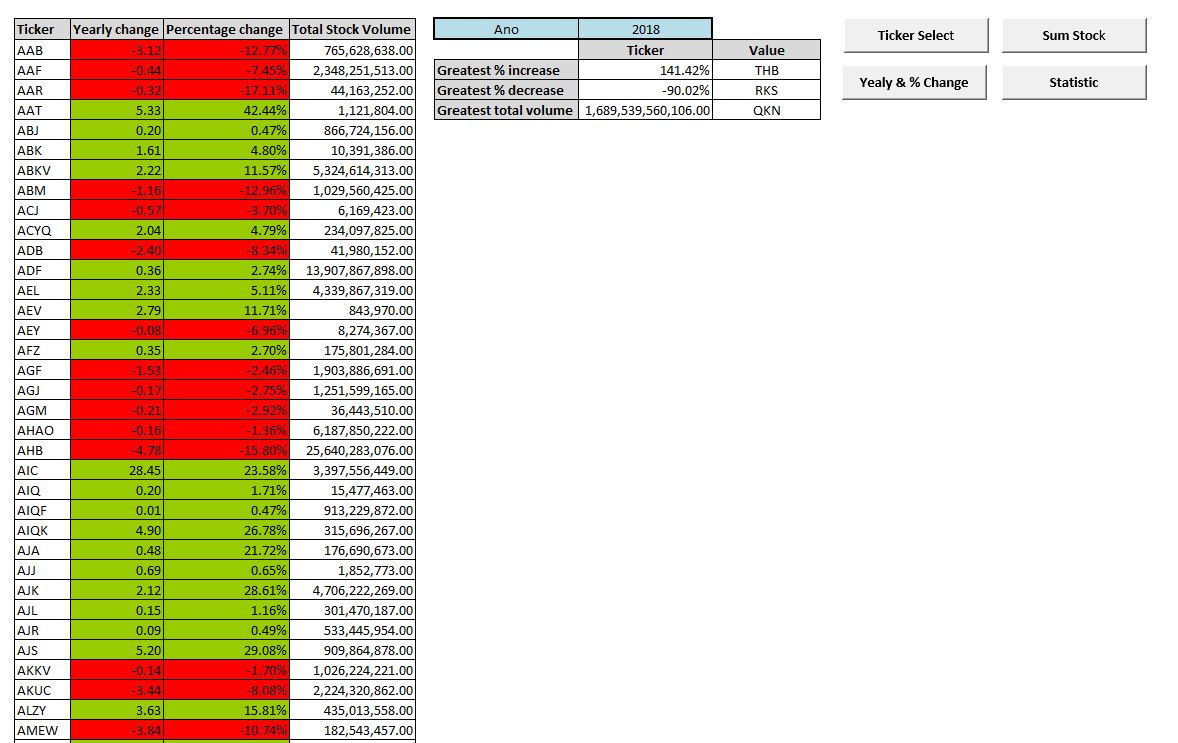 Ticker Yearly change Percentage change Total Stock Volume
AAB -3.12 -12.77% 765,628,638.00
AAF -0.44 -7.45% 2,348,251,513.00
AAR -0.32 -17.11% 44,163,252.00
AAT 5.33 42.44% 1,121,804.00
ABJ 0.20 0.47% 866,724,156.00
ABK 1.61 4.80% 10,391,386.00
ABKV 2.22 11.57% 5,324,614,313.00
ABM -1.16 -12.96% 1,029,560,425.00
ACJ -0.57 -3.70% 6,169,423.00
ACYQ 2.04 4.79% 234,097,825.00
ADB -2.40 -8.34% 41,980,152.00
ADF 0.36 2.74% 13,907,867,898.00
AEL 2.33 5.11% 4,339,867,319.00
AEV 2.79 11.71% 843,970.00
AEY -0.08 -6.96% 8,274,367.00
AFZ 0.35 2.70% 175,801,284.00
AGF -1.53 -2.46% 1,903,886,691.00
AGJ -0.17 -2.75% 1,251,599,165.00
AGM -0.21 -2.92% 36,443,510.00
AHAO -0.16 -1.36% 6,187,850,222.00
AHB -4.78 -15.80% 25,640,283,076.00
AIC 28.45 23.58% 3,397,556,449.00
AIQ 0.20 1.71% 15,477,463.00
AIQF 0.01 0.47% 913,229,872.00
AIQK 4.90 26.78% 315,696,267.00
AJA 0.48 21.72% 176,690,673.00
AJJ 0.69 0.65% 1,852,773.00
AJK 2.12 28.61% 4,706,222,269.00
AJL 0.15 1.16% 301,470,187.00
AJR 0.09 0.49% 533,445,954.00
AJS 5.20 29.08% 909,864,878.00
AKKV -0.14 -1.70% 1,026,224,221.00
AKUC -3.44 -8.08% 2,224,320,862.00
ALZY 3.63 15.81% 435,013,558.00
AMEW -3.84 -10.74% 182,543,457.00
Ano 2018
Ticker Value
Greatest % increase 141.42% THB
Greatest % decrease -90.02% RKS
Greatest total volume 1,689,539,560,106.00 QKN
Ticker Select Sum Stock
Yealy & % Change Statistic